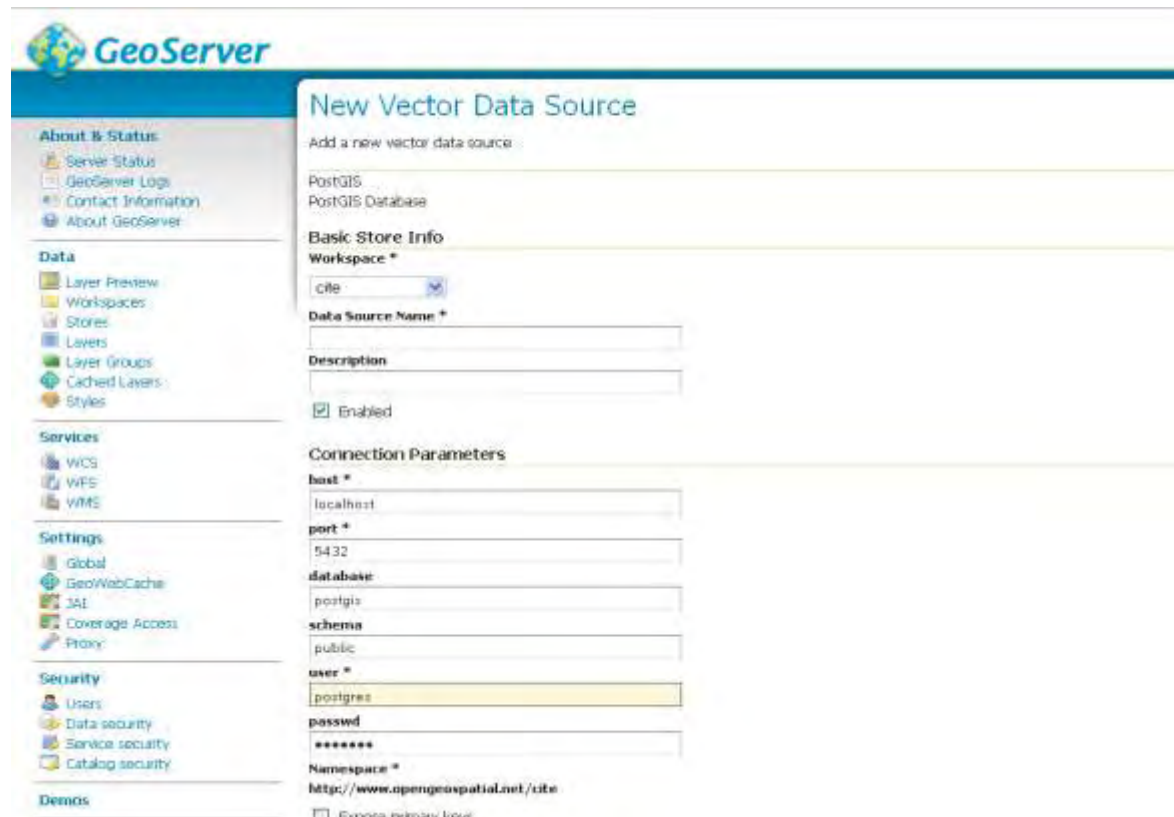 GeoServer
New Vector Data Source
Add a new vector data source
PostGIS
PostGIS Database
Basic Store Info
Workspace *
cite
Data Source Name *
Description
Enabled
Connection Parameters
host *
localhost
port *
5432
database
postgis
schema
public
user *
postgres
passwd
•••••••
Namespace *
http://www.opengeospatial.net/cite
Expose primary keys
About & Status
Server Status
GeoServer Logs
Contact Information
About GeoServer
Data
Layer Preview
Workspaces
Stores
Layers
Layer Groups
Cached Layers
Styles
Services
WCS
WFS
WMS
Settings
Global
GeoWebCache
JAI
Coverage Access
Proxy
Security
Users
Data security
Service security
Catalog security
Demos